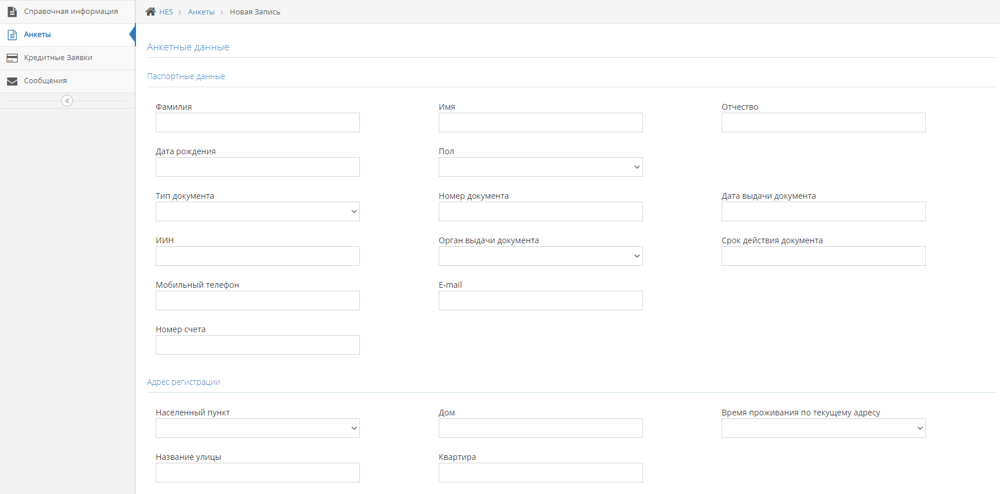 Справочная информация
Анкеты
Кредитные Заявки
Сообщения
HES > Анкеты > Новая Запись
Анкетные данные
Паспортные данные
Фамилия
Имя
Отчество
Дата рождения
Пол
Тип документа
Номер документа
Дата выдачи документа
ИИН
Орган выдачи документа
Срок действия документа
Мобильный телефон
E-mail
Номер счета
Адрес регистрации
Населенный пункт
Дом
Время проживания по текущему адресу
Название улицы
Квартира